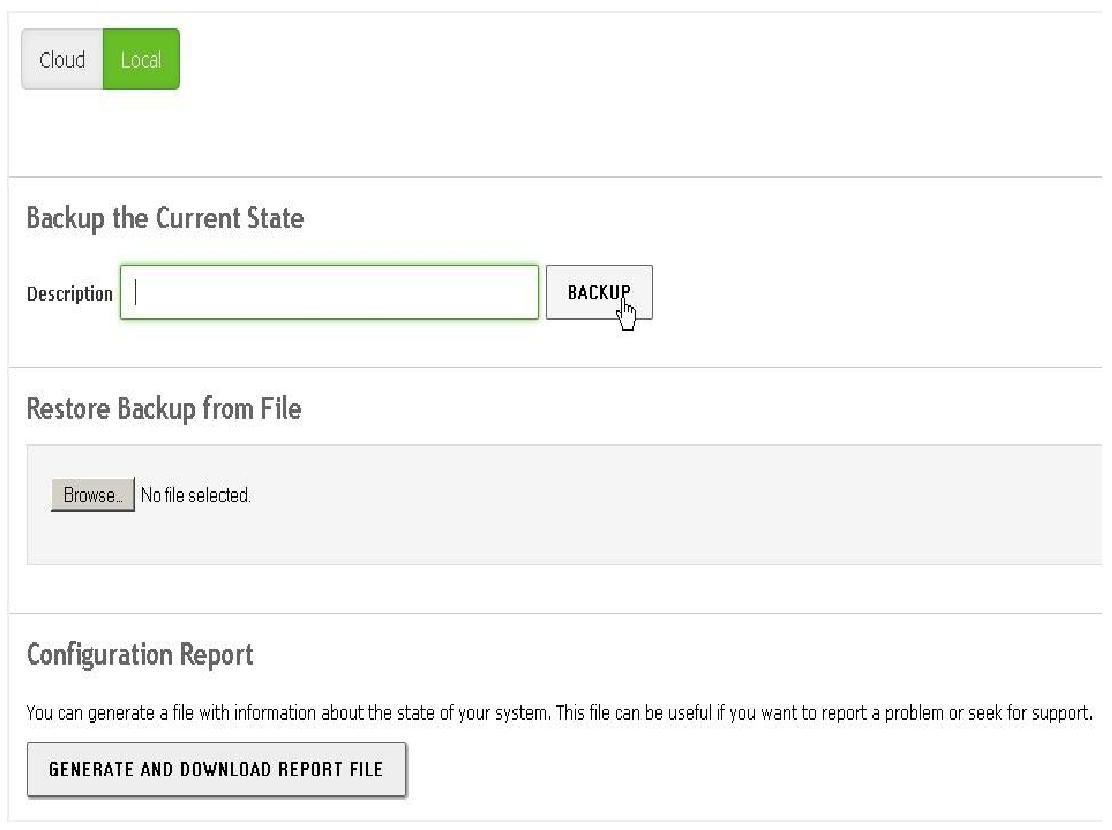 Cloud Local
Backup the Current State
Description BACKUP
Restore Backup from File
Browse... No file selected.
Configuration Report
You can generate a file with information about the state of your system. This file can be useful if you want to report a problem or seek for support.
GENERATE AND DOWNLOAD REPORT FILE